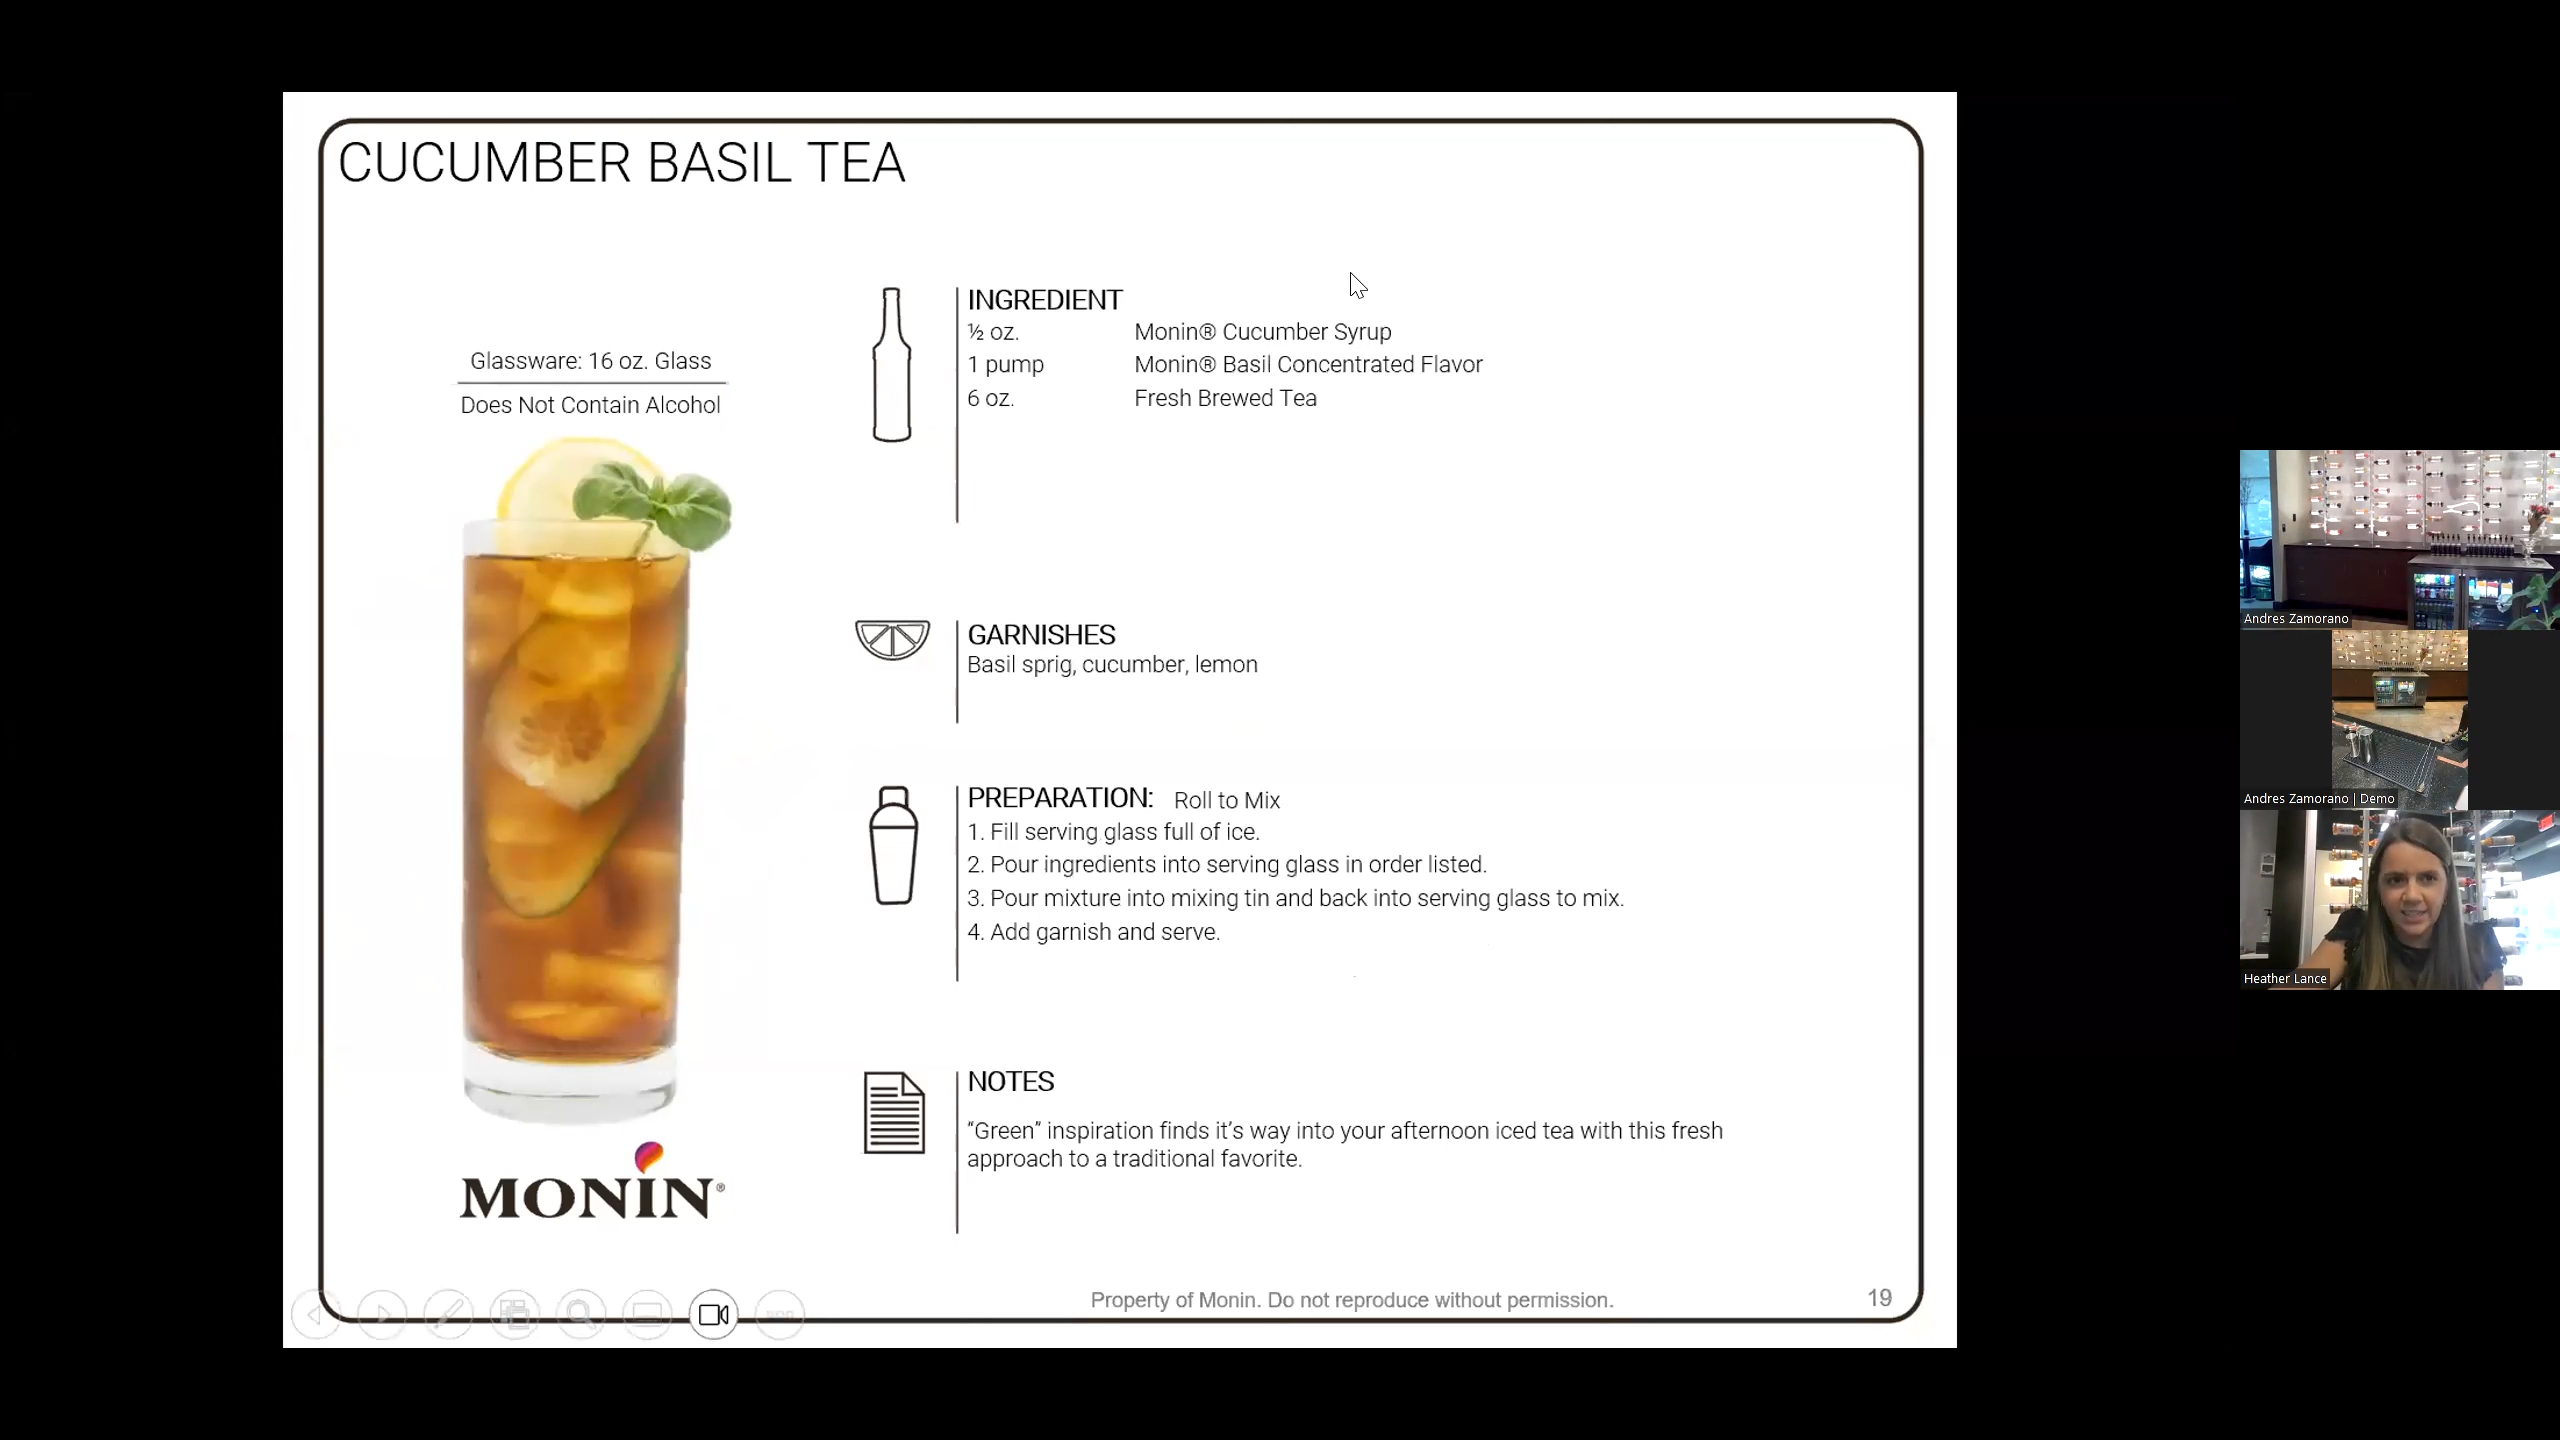 CUCUMBER BASIL TEA
Glassware: 16 oz. Glass
Does Not Contain Alcohol
INGREDIENT
½ oz. Monin® Cucumber Syrup
1 pump Monin® Basil Concentrated Flavor
6 oz. Fresh Brewed Tea
GARNISHES
Basil sprig, cucumber, lemon
PREPARATION: Roll to Mix
1. Fill serving glass full of ice.
2. Pour ingredients into serving glass in order listed.
3. Pour mixture into mixing tin and back into serving glass to mix.
4. Add garnish and serve.
NOTES
“Green” inspiration finds it’s way into your afternoon iced tea with this fresh
approach to a traditional favorite.
MONIN®
Property of Monin. Do not reproduce without permission.
19
Andres Zamorano
Andres Zamorano | Demo
Heather Lance